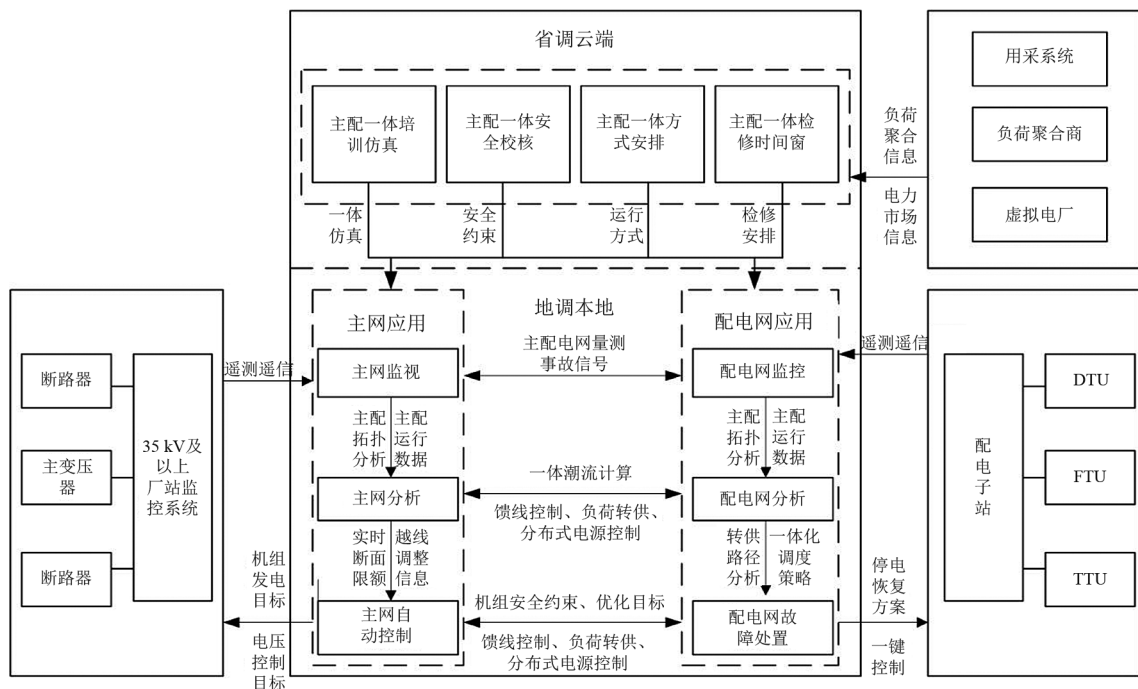 省调云端
主配一体培
训仿真
主配一体安
全校核
主配一体方
式安排
主配一体检
修时间窗
一体
仿真
安全
约束
运行
方式
检修
安排
负荷
聚合
信息
电力
市场
信息
用采系统
负荷聚合商
虚拟电厂
地调本地
主网应用
配电网应用
断路器
主变压
器
断路器
35 kV及
以上
厂站监
控系统
遥测遥信
主网监视
主配电网量测
事故信号
配电网监控
遥测遥信
主配
拓扑
分析
主配
运行
数据
主配
拓扑
分析
主配
运行
数据
主网分析
一体潮流计算
馈线控制、负荷转供、
分布式电源控制
配电网分析
实时
断面
限额
越线
调整
信息
转供
路径
分析
一体化
调度
策略
机组
发电
目标
电压
控制
目标
主网自
动控制
机组安全约束、优化目标
馈线控制、负荷转供、
分布式电源控制
配电网故
障处置
停电
恢复
方案
一键
控制
配
电
子
站
DTU
FTU
TTU